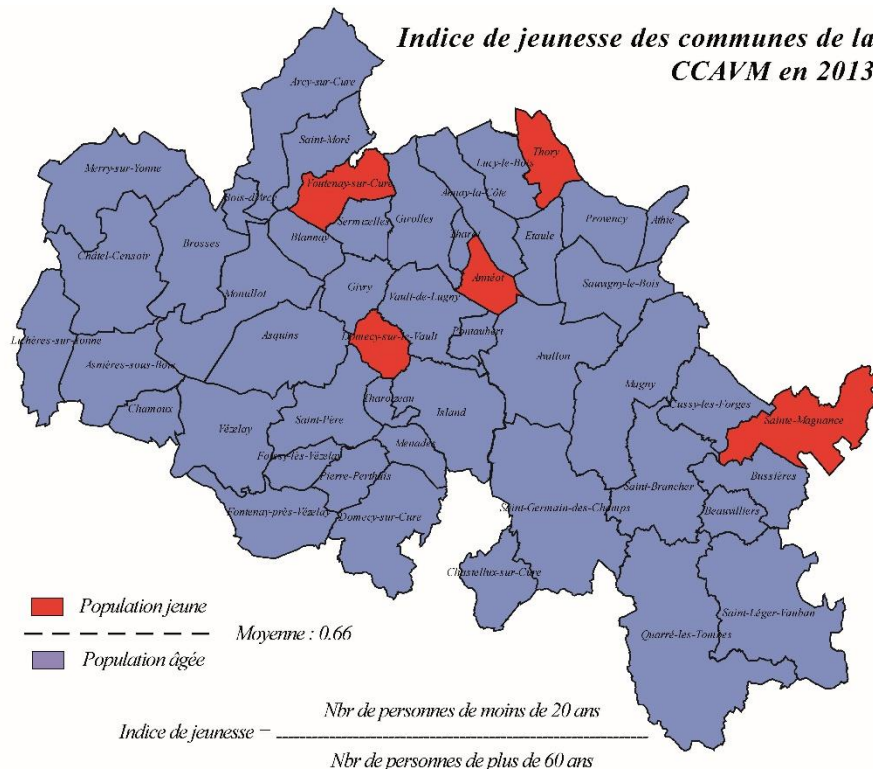 Indice de jeunesse des communes de la
CCAVM en 2013
Arcy-sur-Cure
Saint-Moré
Thory
Lucy-le-Bois
Merry-sur-Yonne
Voutenay-sur-Cure
Annay-la-Côte
Bois-d'Arcy
Sermizelles
Girolles
Provency
Athie
Brosses
Blannay
Tharot
Etaule
Châtel-Censoir
Annéot
Sauvigny-le-Bois
Montillot
Givry
Vault-de-Lugny
Lichères-sur-Yonne
Asquins
Domecy-sur-le-Vault
Pontaubert
Avallon
Asnières-sous-Bois
Magny
Chamoux
Tharoiseau
Island
Cussy-les-Forges
Sainte-Magnance
Vézelay
Saint-Père
Menades
Foissy-lès-Vézelay
Pierre-Perthuis
Bussières
Saint-Brancher
Fontenay-près-Vézelay
Domecy-sur-Cure
Saint-Germain-des-Champs
Beauvilliers
Chastellux-sur-Cure
Population jeune
Saint-Léger-Vauban
Moyenne : 0.66
Quarré-les-Tombes
Population âgée
Nbr de personnes de moins de 20 ans
Indice de jeunesse =
Nbr de personnes de plus de 60 ans